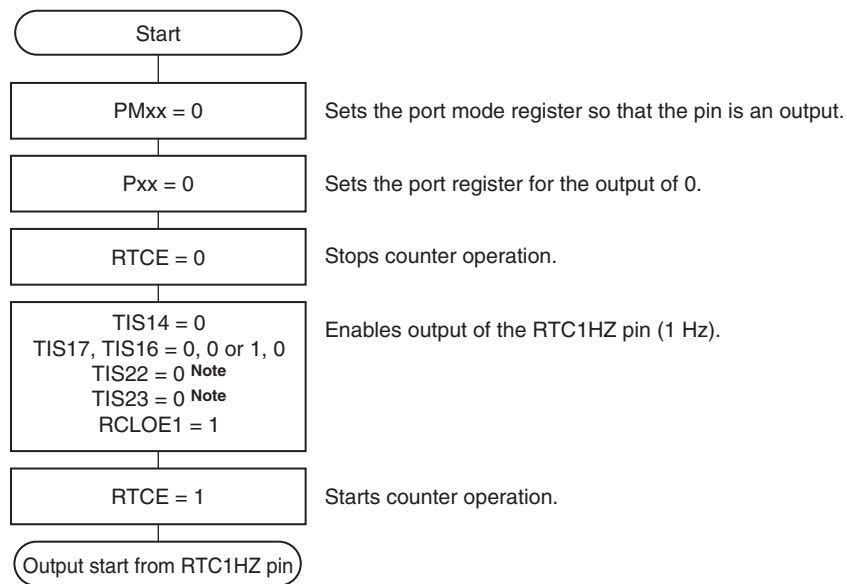 Start
PMxx = 0
Sets the port mode register so that the pin is an output.
Pxx = 0
Sets the port register for the output of 0.
RTCE = 0
Stops counter operation.
TIS14 = 0
TIS17, TIS16 = 0, 0 or 1, 0
TIS22 = 0 Note
TIS23 = 0 Note
RCLOE1 = 1
Enables output of the RTC1HZ pin (1 Hz).
RTCE = 1
Starts counter operation.
Output start from RTC1HZ pin